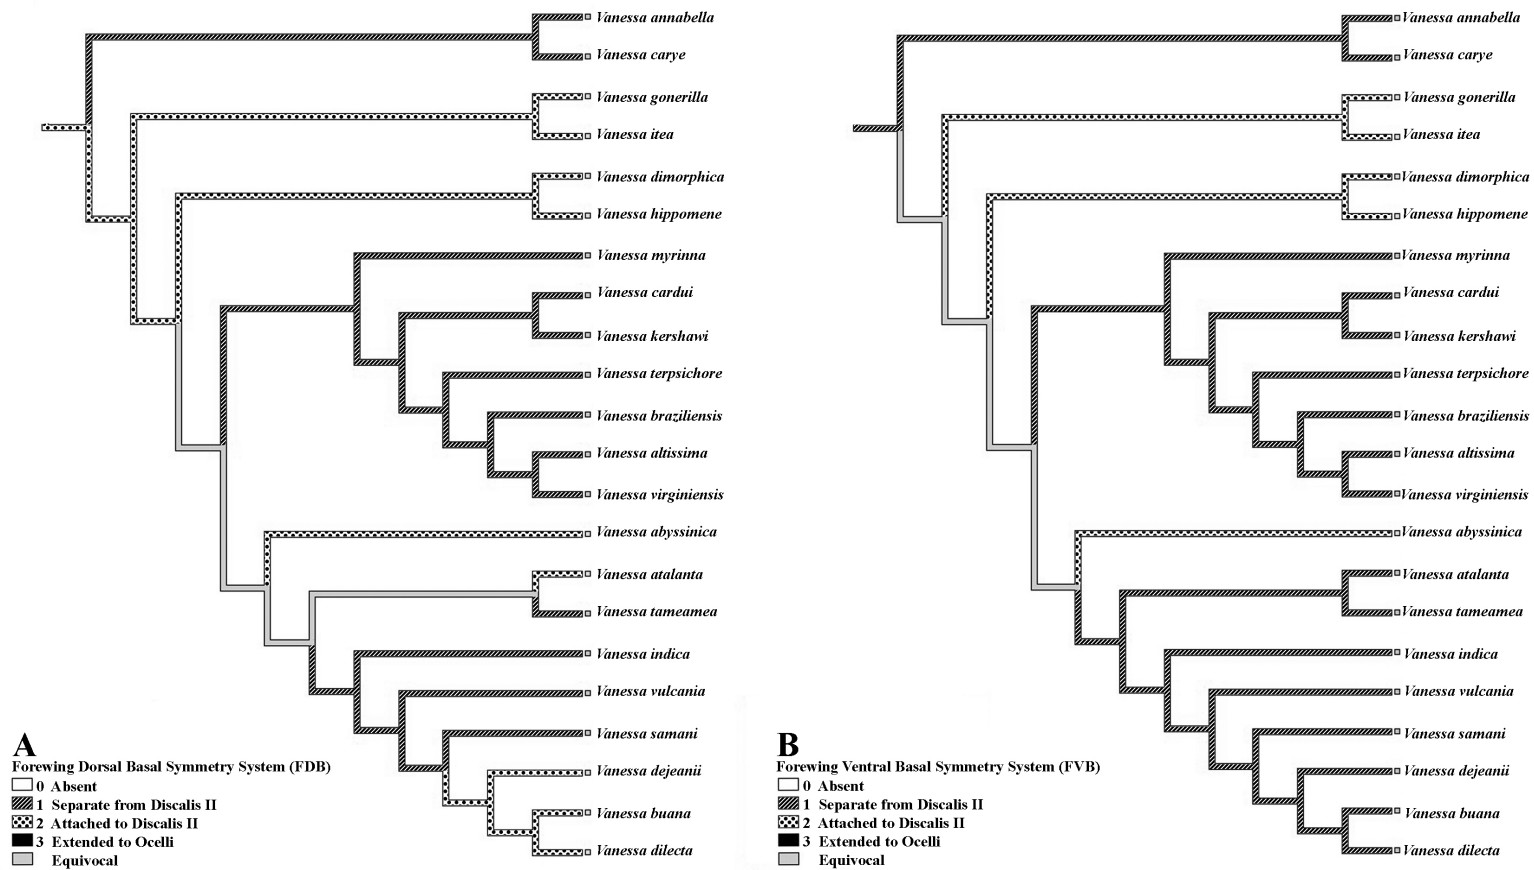 Vanessa annabella
Vanessa carye
Vanessa gonerilla
Vanessa itea
Vanessa dimorphica
Vanessa hippomene
Vanessa myrinna
Vanessa cardui
Vanessa kershawi
Vanessa terpsichore
Vanessa braziliensis
Vanessa altissima
Vanessa virginiensis
Vanessa abyssinica
Vanessa atalanta
Vanessa tameamea
Vanessa indica
Vanessa vulcania
Vanessa samani
Vanessa dejeanii
Vanessa buana
Vanessa dilecta
A
Forewing Dorsal Basal Symmetry System (FDB)
0 Absent
1 Separate from Discalis II
2 Attached to Discalis II
3 Extended to Ocelli
Equivocal
Vanessa annabella
Vanessa carye
Vanessa gonerilla
Vanessa itea
Vanessa dimorphica
Vanessa hippomene
Vanessa myrinna
Vanessa cardui
Vanessa kershawi
Vanessa terpsichore
Vanessa braziliensis
Vanessa altissima
Vanessa virginiensis
Vanessa abyssinica
Vanessa atalanta
Vanessa tameamea
Vanessa indica
Vanessa vulcania
Vanessa samani
Vanessa dejeanii
Vanessa buana
Vanessa dilecta
B
Forewing Ventral Basal Symmetry System (FVB)
0 Absent
1 Separate from Discalis II
2 Attached to Discalis II
3 Extended to Ocelli
Equivocal